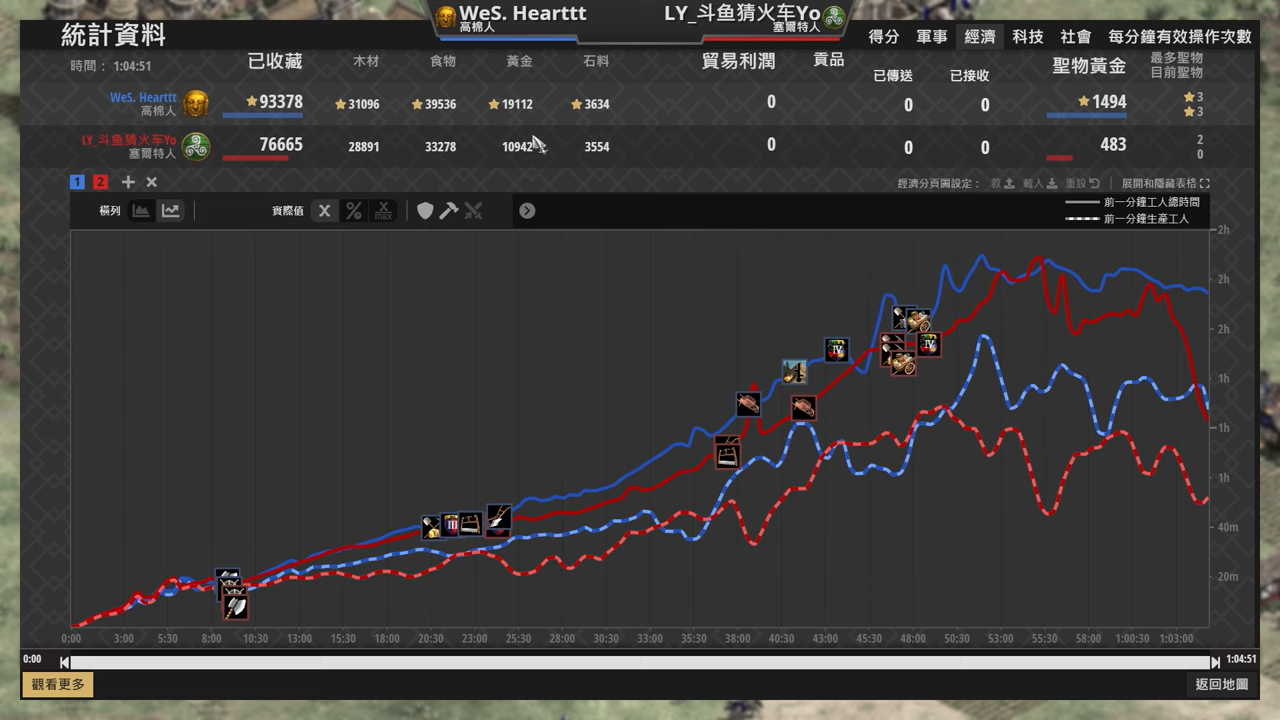 WeS. Hearttt
高棉人
LY_斗鱼猜火车Yo
塞爾特人
統計資料
得分 軍事 經濟 科技 社會 每分鐘有效操作次數
時間： 1:04:51
已收藏 木材 食物 黃金 石料 貿易利潤 貢品 已傳送 已接收 聖物黃金 最多聖物
目前聖物
WeS. Hearttt
高棉人
93378 31096 39536 19112 3634 0 0 0 1494 3
3
LY_斗鱼猜火车Yo
塞爾特人
76665 28891 33278 10942 3554 0 0 0 483 2
0
1 2
經濟分頁圖設定： 載入 重設 展開和隱藏表格
橫列 實際值 X % X
max
前一分鐘工人總時間
前一分鐘生產工人
2h
2h
2h
1h
1h
1h
40m
20m
III
IV
IV
0:00 3:00 5:30 8:00 10:30 13:00 15:30 18:00 20:30 23:00 25:30 28:00 30:30 33:00 35:30 38:00 40:30 43:00 45:30 48:00 50:30 53:00 55:30 58:00 1:00:30 1:03:00
0:00 1:04:51
觀看更多 返回地圖